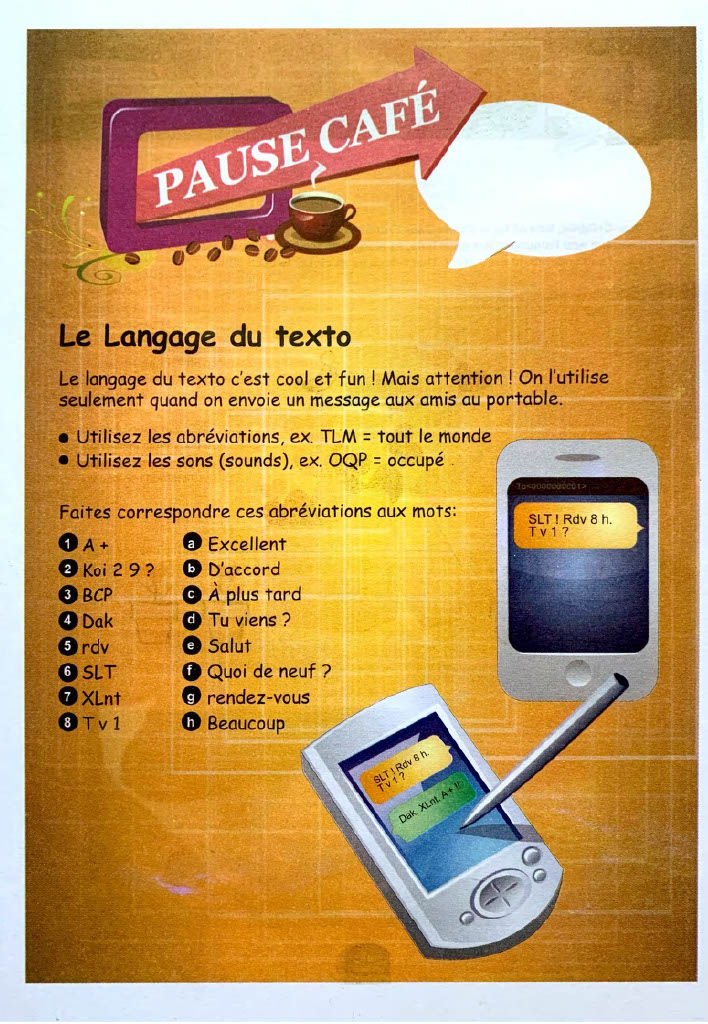 PAUSE CAFÉ
Le Langage du texto
Le langage du texto c'est cool et fun ! Mais attention ! On l'utilise
seulement quand on envoie un message aux amis au portable.
● Utilisez les abréviations, ex. TLM = tout le monde
● Utilisez les sons (sounds), ex. OQP = occupé
Faites correspondre ces abréviations aux mots:
1 A + a Excellent
2 Koi 2 9 ? b D'accord
3 BCP c À plus tard
4 Dak d Tu viens ?
5 rdv e Salut
6 SLT f Quoi de neuf ?
7 XLnt g rendez-vous
8 T v 1 h Beaucoup
SLT ! Rdv 8 h.
T v 1 ?
SLT ! Rdv 8 h.
T v 1 ?
Dak. XLnt. A + !